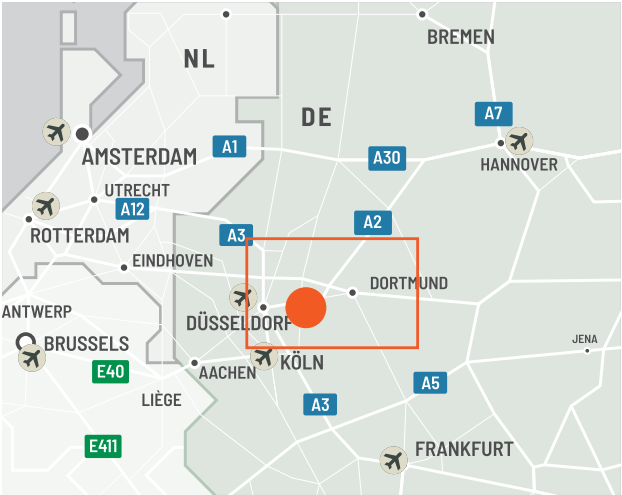 BREMEN
NL
DE
A7
AMSTERDAM
A1
A30
HANNOVER
UTRECHT
A12
ROTTERDAM
A3
A2
EINDHOVEN
DORTMUND
ANTWERP
DÜSSELDORF
BRUSSELS
JENA
KÖLN
AACHEN
E40
A5
LIÈGE
A3
E411
FRANKFURT